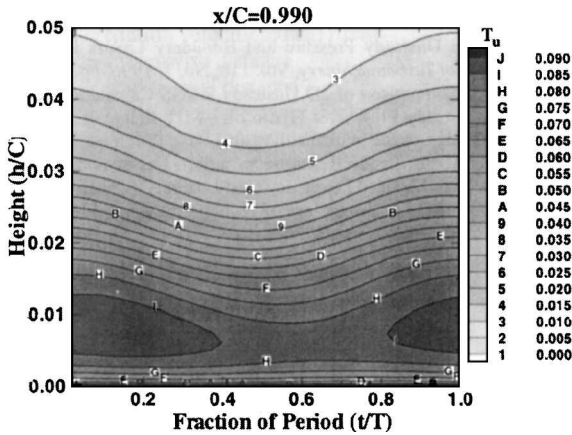 x/C=0.990
Height (h/C)
0.05
0.04
0.03
0.02
0.01
0.00
0.2
0.4
0.6
0.8
1.0
Fraction of Period (t/T)
3
4
5
6
7
8
9
B
B
A
C
D
E
E
F
G
G
H
H
I
I
H
G
G
E
F
D
E
Tu
J 0.090
I 0.085
H 0.080
G 0.075
F 0.070
E 0.065
D 0.060
C 0.055
B 0.050
A 0.045
9 0.040
8 0.035
7 0.030
6 0.025
5 0.020
4 0.015
3 0.010
2 0.005
1 0.000